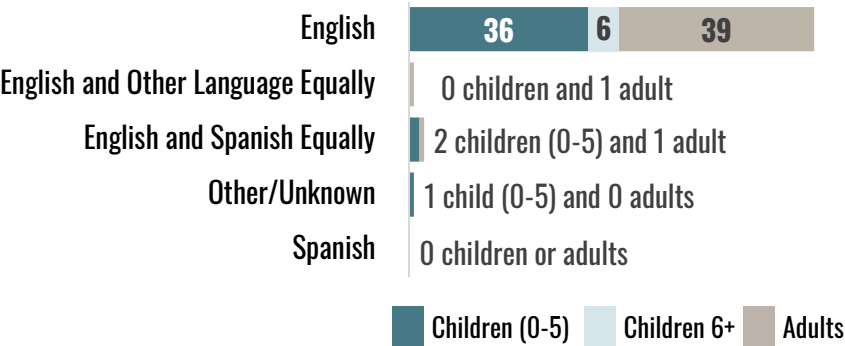 English 36 6 39
English and Other Language Equally 0 children and 1 adult
English and Spanish Equally 2 children (0-5) and 1 adult
Other/Unknown 1 child (0-5) and 0 adults
Spanish 0 children or adults
Children (0-5) Children 6+ Adults